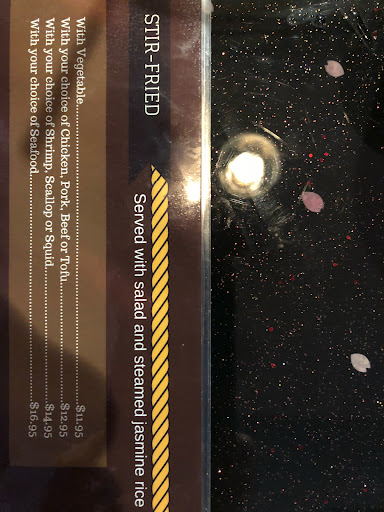 STIR-FRIED
Served with salad and steamed jasmine rice
With Vegetable..............................................................$11.95
With your choice of Chicken, Pork, Beef or Tofu..............................$12.95
With your choice of Shrimp, Scallop or Squid.................................$14.95
With your choice of Seafood..................................................$16.95